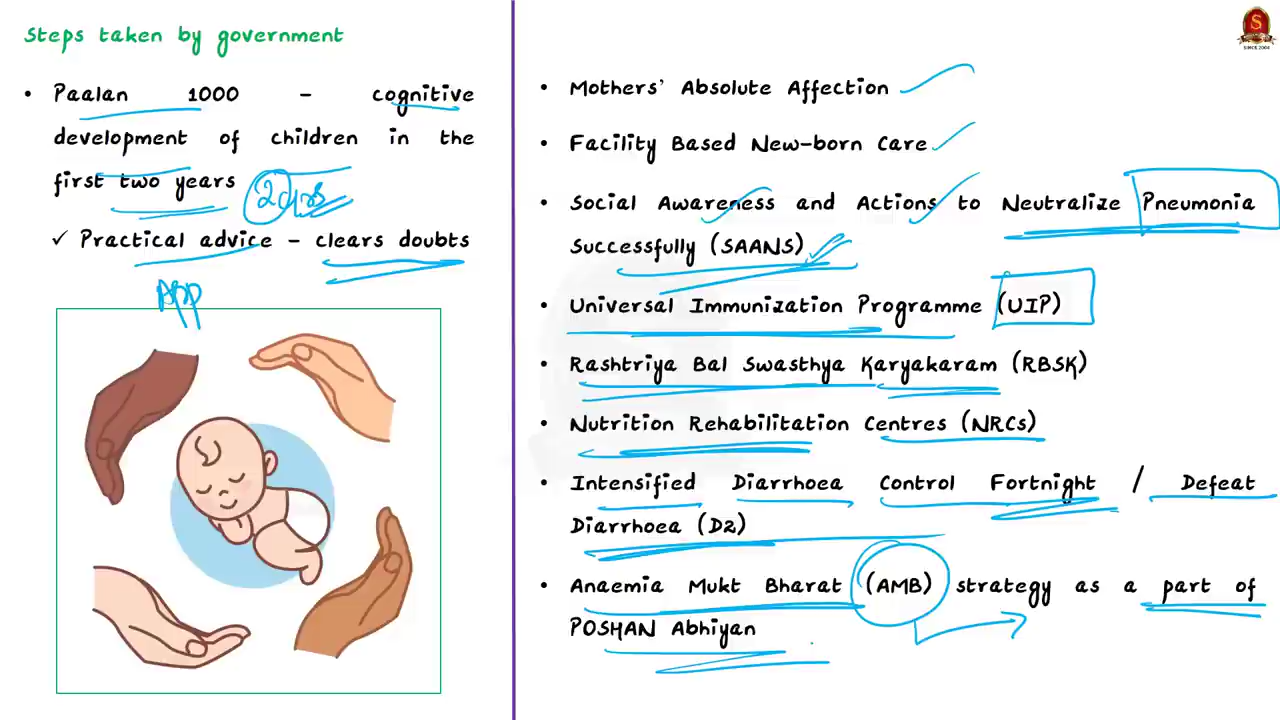 Steps taken by government
• Paalan 1000 – cognitive
development of children in the
first two years
✓ Practical advice – clears doubts
App
• Mothers' Absolute Affection
• Facility Based New-born Care
• Social Awareness and Actions to Neutralize Pneumonia
Successfully (SAANS)
• Universal Immunization Programme (UIP)
• Rashtriya Bal Swasthya Karyakaram (RBSK)
• Nutrition Rehabilitation Centres (NRCs)
• Intensified Diarrhoea Control Fortnight / Defeat
Diarrhoea (D2)
• Anaemia Mukt Bharat (AMB) strategy as a part of
POSHAN Abhiyan
S
SIMCS 2004